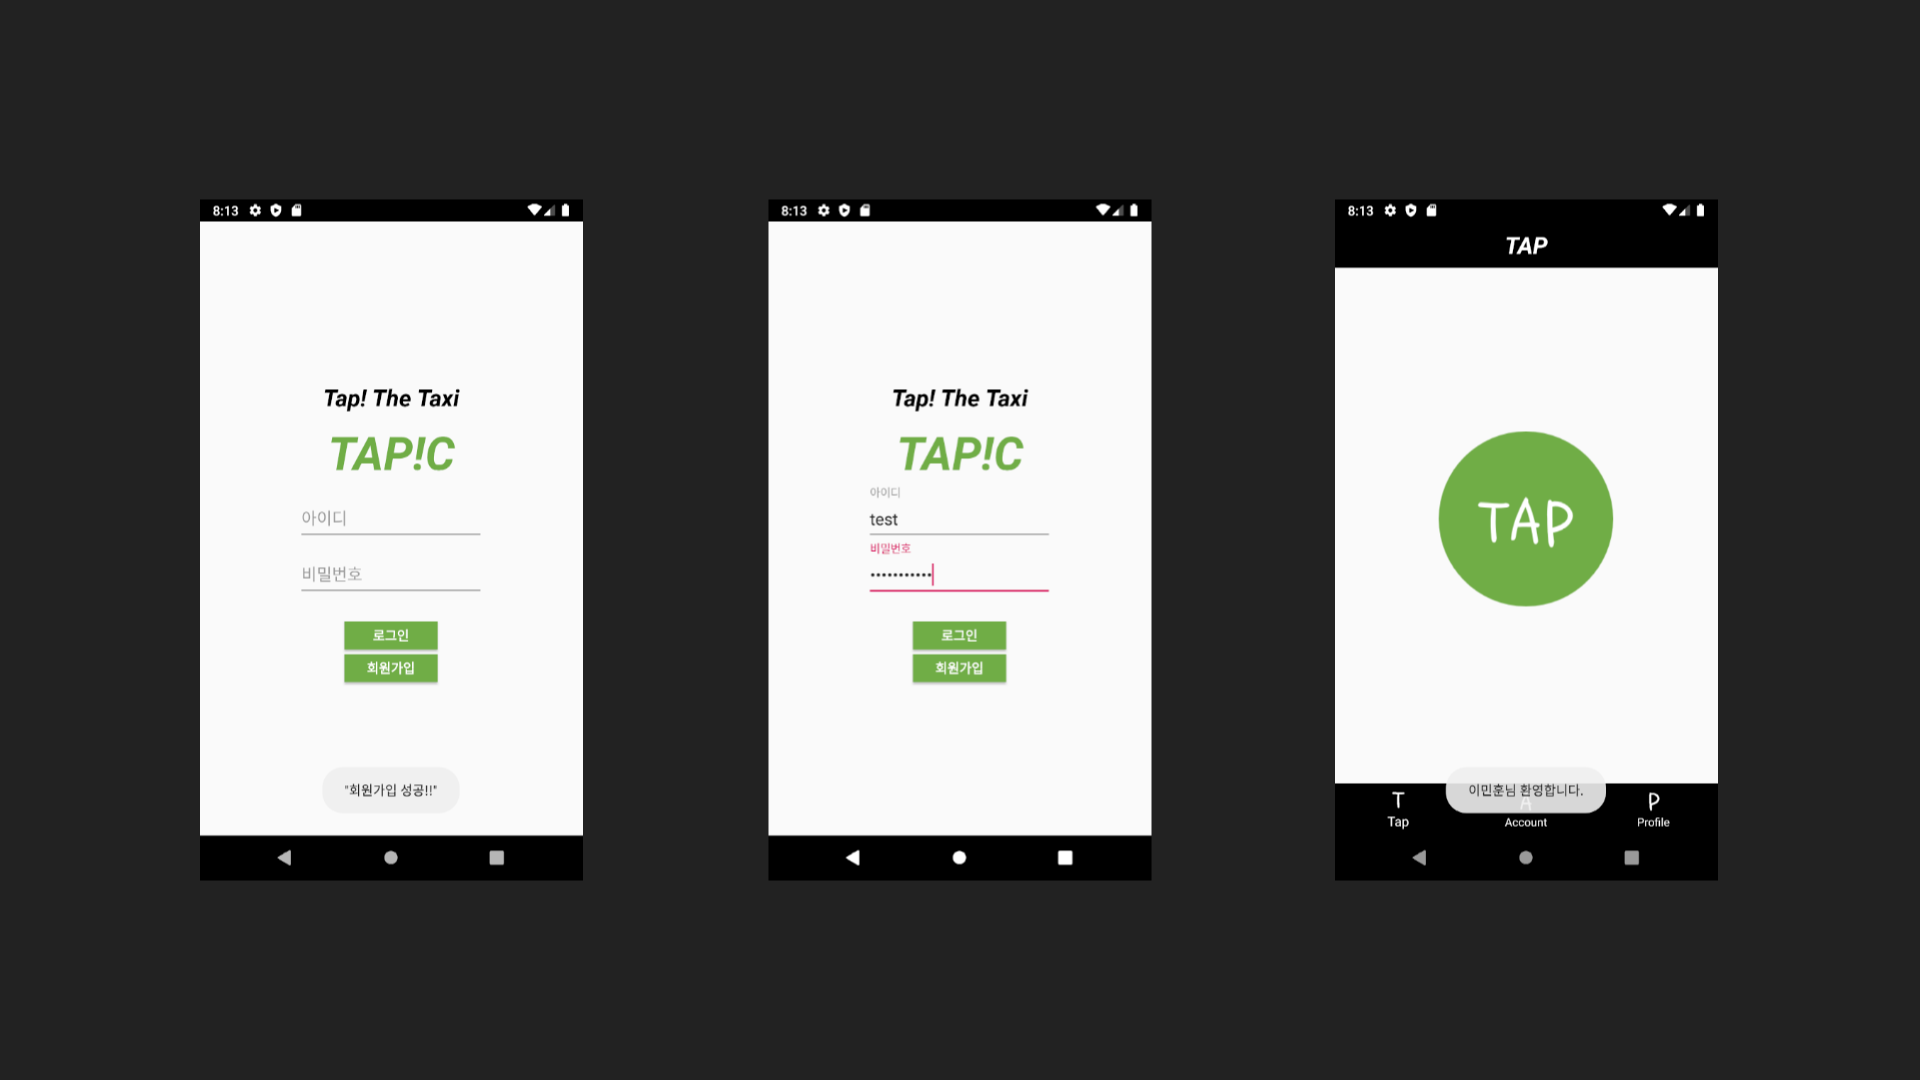 8:13
Tap! The Taxi
TAP!C
아이디
비밀번호
로그인
회원가입
"회원가입 성공!!"
8:13
Tap! The Taxi
TAP!C
아이디
test
비밀번호
•••••••••••
로그인
회원가입
8:13
TAP
TAP
이민훈님 환영합니다.
T
A
P
Tap
Account
Profile